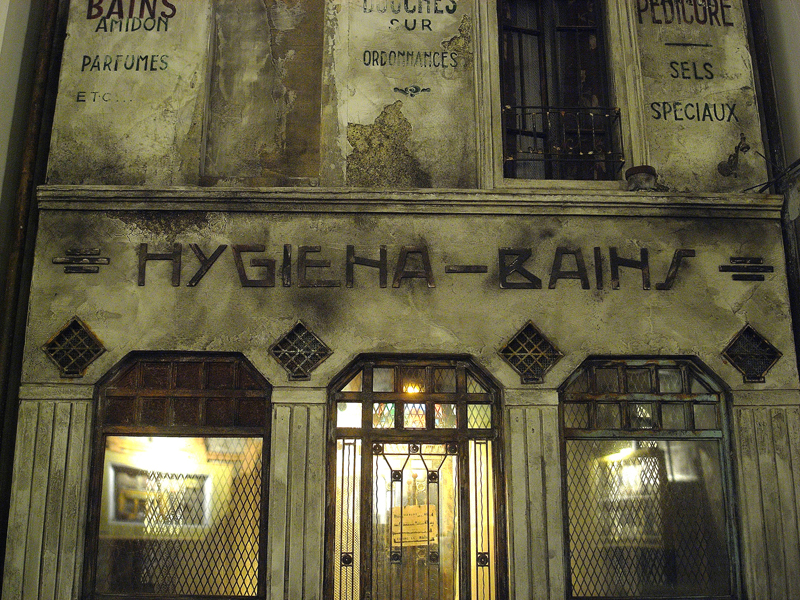 BAINS
AMIDON
PARFUMES
ETC...
DOUCHES
SUR
ORDONNANCES
PEDICURE
SELS
SPECIAUX
HYGIENA-BAINS